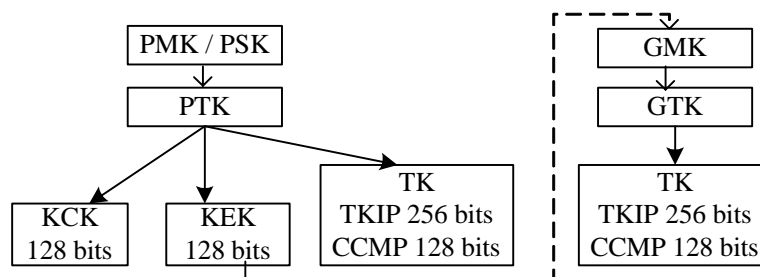 PMK / PSK
PTK
KCK
128 bits
KEK
128 bits
TK
TKIP 256 bits
CCMP 128 bits
GMK
GTK
TK
TKIP 256 bits
CCMP 128 bits